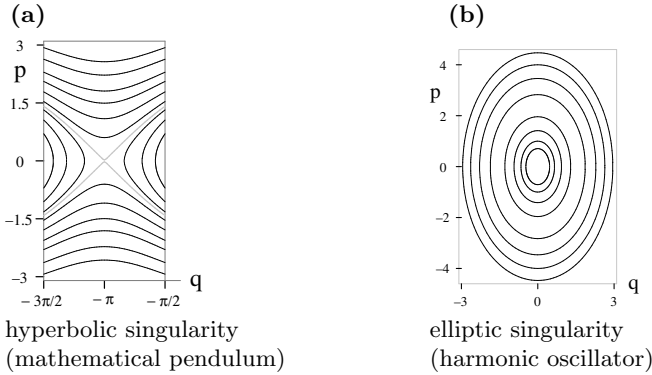 (a)
3
p
1.5
0
−1.5
−3
− 3π/2
− π
− π/2
q
hyperbolic singularity
(mathematical pendulum)
(b)
4
p
2
0
−2
−4
−3
0
3
q
elliptic singularity
(harmonic oscillator)